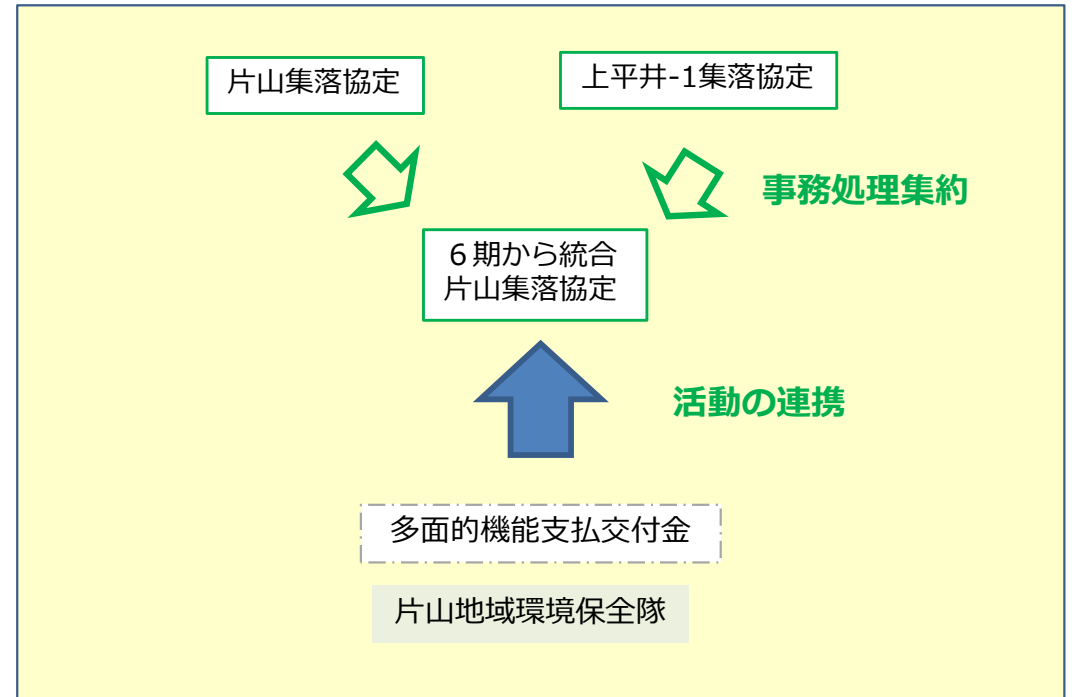 片山集落協定
上平井-1集落協定
事務処理集約
６期から統合
片山集落協定
活動の連携
多面的機能支払交付金
片山地域環境保全隊